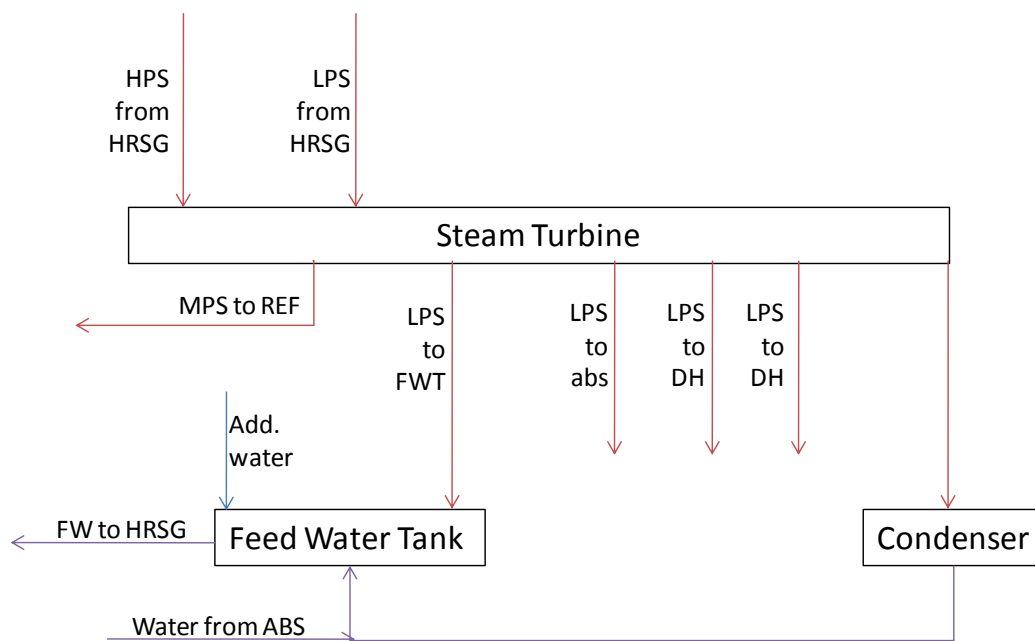 HPS
from
HRSG
LPS
from
HRSG
Steam Turbine
MPS to REF
LPS
to
FWT
LPS
to
abs
LPS
to
DH
LPS
to
DH
Add.
water
FW to HRSG
Feed Water Tank
Condenser
Water from ABS